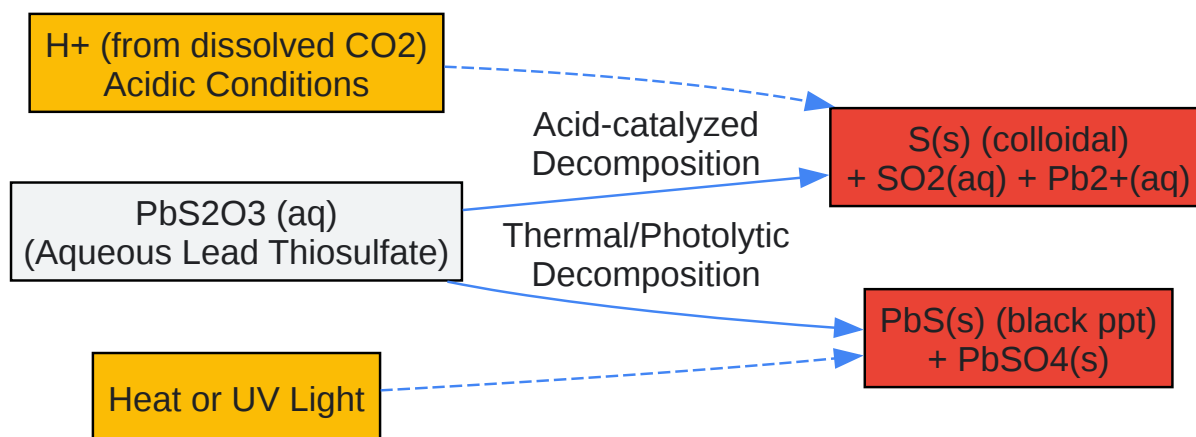 H+ (from dissolved CO2)
Acidic Conditions
Acid-catalyzed
Decomposition
S(s) (colloidal)
+ SO2(aq) + Pb2+(aq)
PbS2O3 (aq)
(Aqueous Lead Thiosulfate)
Thermal/Photolytic
Decomposition
PbS(s) (black ppt)
+ PbSO4(s)
Heat or UV Light